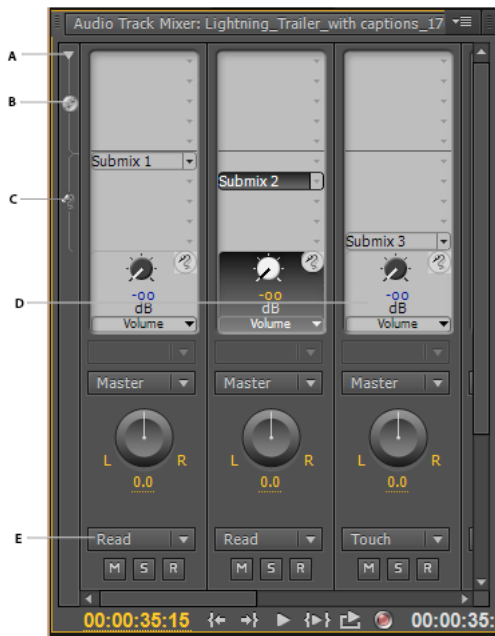 Audio Track Mixer: Lightning_Trailer_with captions_17
A
B
C
D
E
Submix 1
Submix 2
Submix 3
-oo -oo -oo
dB dB dB
Volume Volume Volume
Master Master Master
L R L R L R
0.0 0.0 0.0
Read Read Touch
M S R M S R M S R
00:00:35:15 00:00:35: